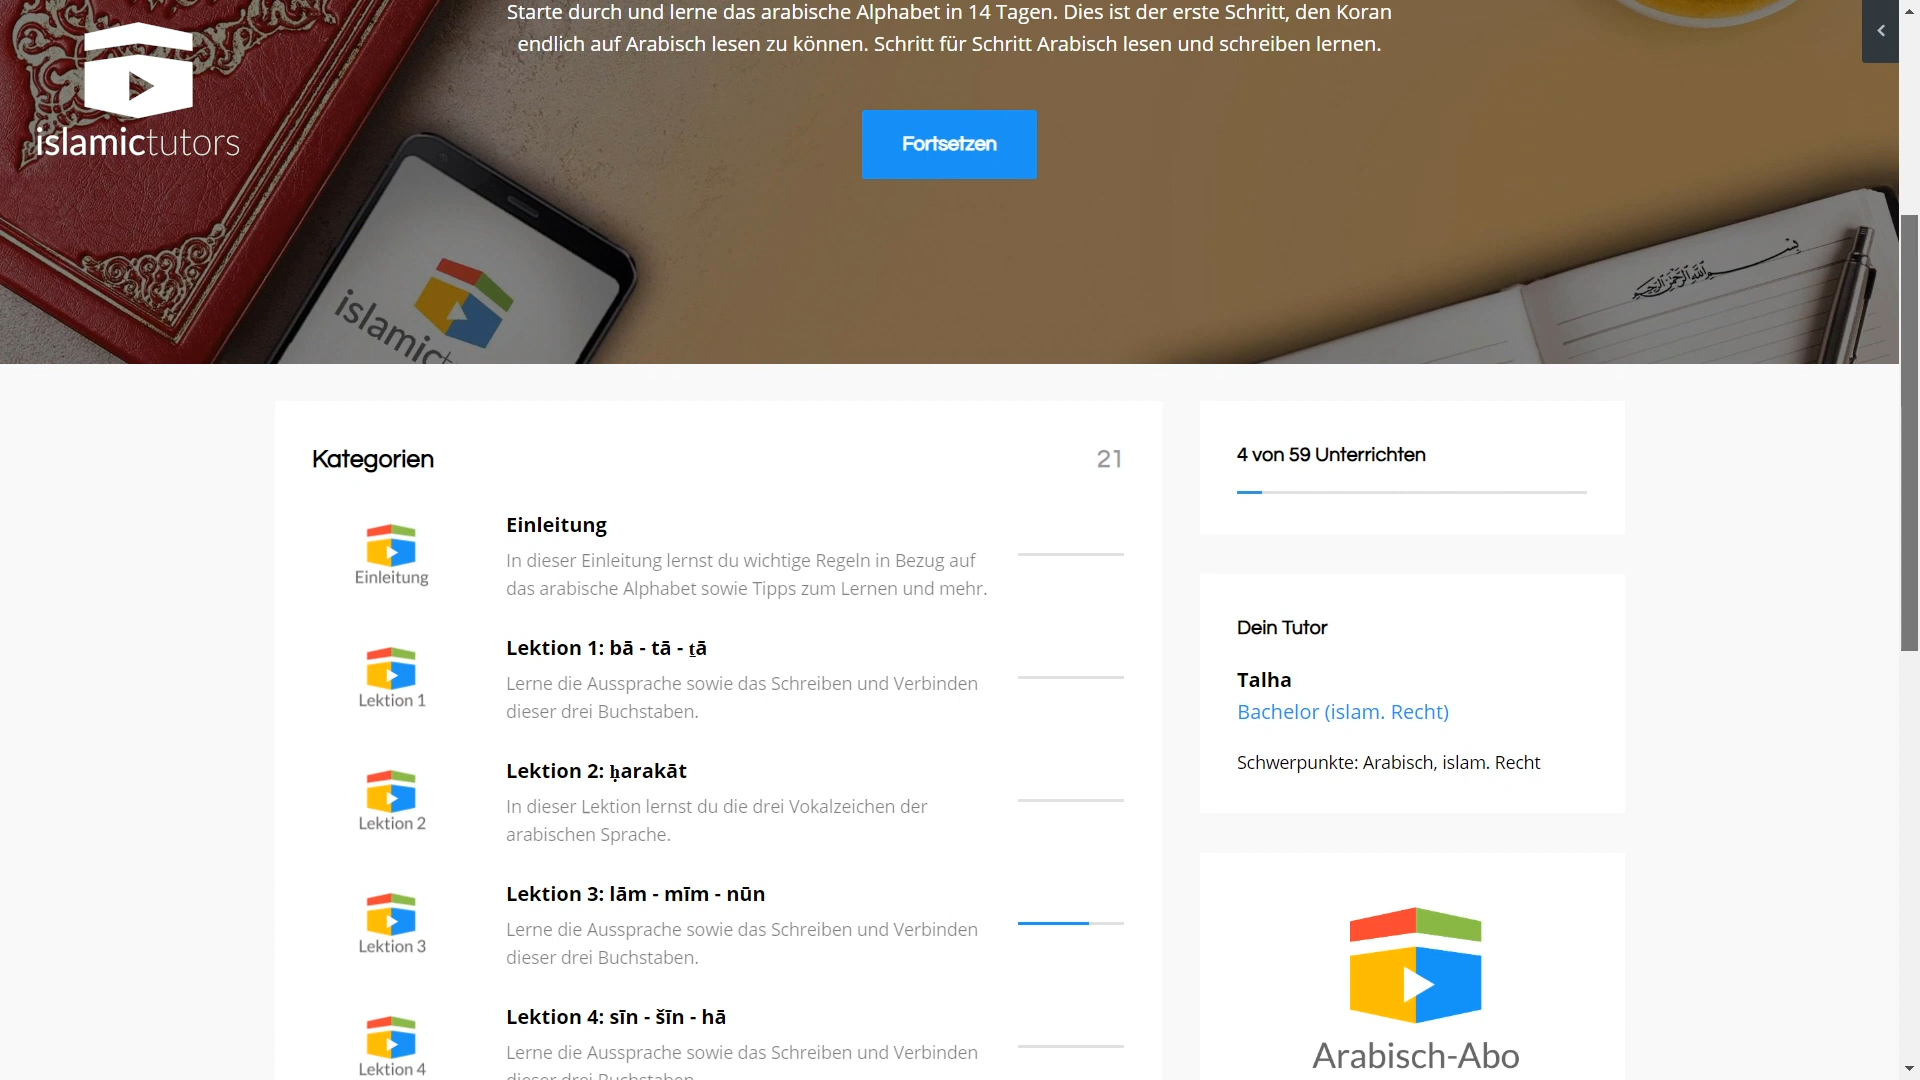 Starte durch und lerne das arabische Alphabet in 14 Tagen. Dies ist der erste Schritt, den Koran
endlich auf Arabisch lesen zu können. Schritt für Schritt Arabisch lesen und schreiben lernen.
islamictutors
Fortsetzen
بسم الله الرحمن الرحيم
Kategorien
21
Einleitung
Einleitung
In dieser Einleitung lernst du wichtige Regeln in Bezug auf
das arabische Alphabet sowie Tipps zum Lernen und mehr.
Lektion 1
Lektion 1: bā - tā - ṯā
Lerne die Aussprache sowie das Schreiben und Verbinden
dieser drei Buchstaben.
Lektion 2
Lektion 2: ḥarakāt
In dieser Lektion lernst du die drei Vokalzeichen der
arabischen Sprache.
Lektion 3
Lektion 3: lām - mīm - nūn
Lerne die Aussprache sowie das Schreiben und Verbinden
dieser drei Buchstaben.
Lektion 4
Lektion 4: sīn - šīn - hā
Lerne die Aussprache sowie das Schreiben und Verbinden
dieser drei Buchstaben.
4 von 59 Unterrichten
Dein Tutor
Talha
Bachelor (islam. Recht)
Schwerpunkte: Arabisch, islam. Recht
Arabisch-Abo